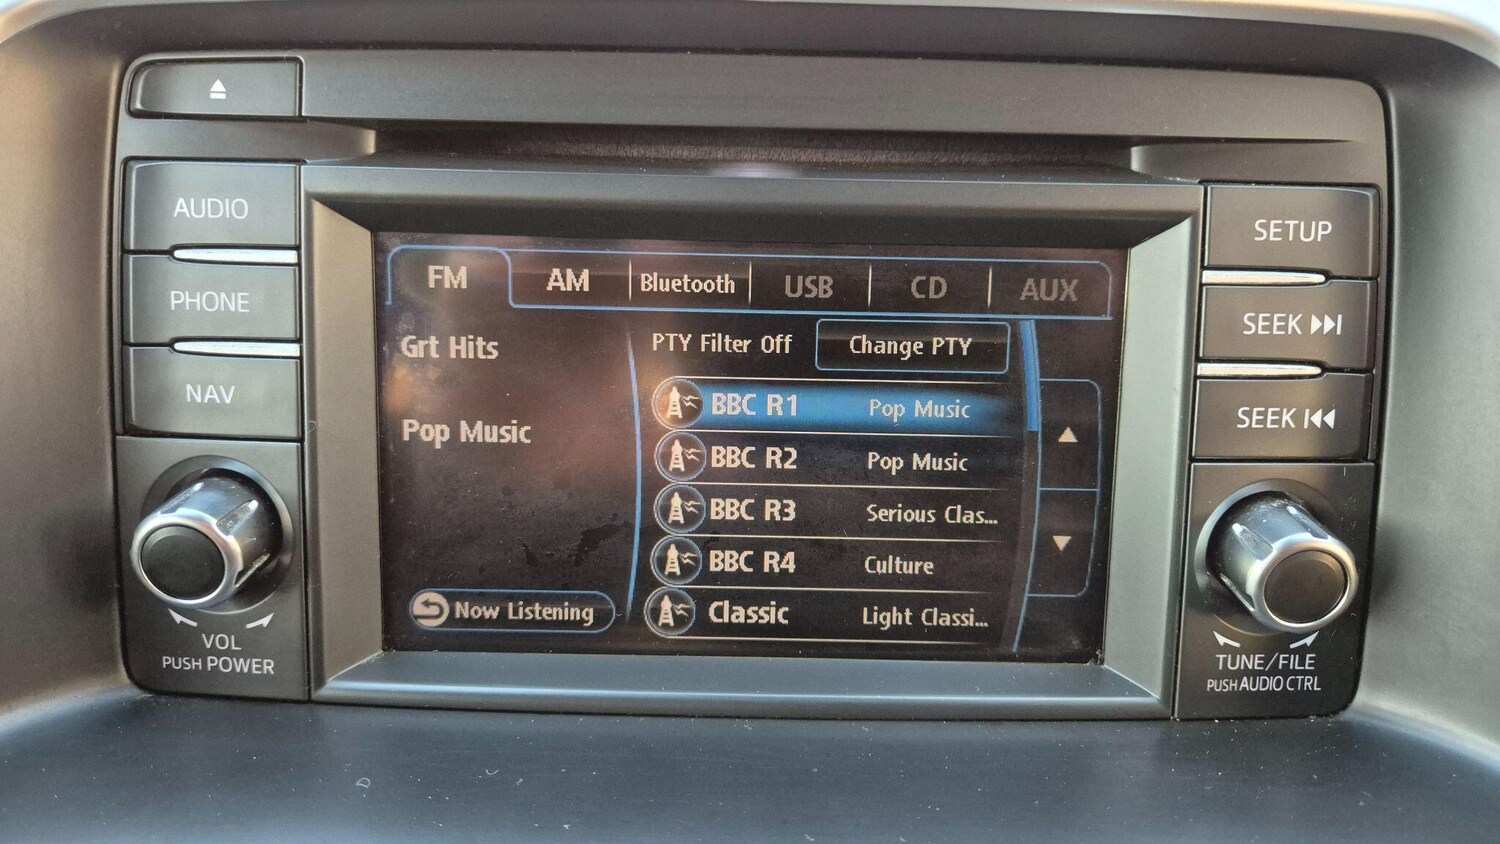 AUDIO
PHONE
NAV
VOL
PUSH POWER
FM AM Bluetooth USB CD AUX
Grt Hits
Pop Music
Now Listening
PTY Filter Off Change PTY
BBC R1 Pop Music
BBC R2 Pop Music
BBC R3 Serious Clas...
BBC R4 Culture
Classic Light Classi...
SETUP
SEEK
SEEK
TUNE/FILE
PUSH AUDIO CTRL